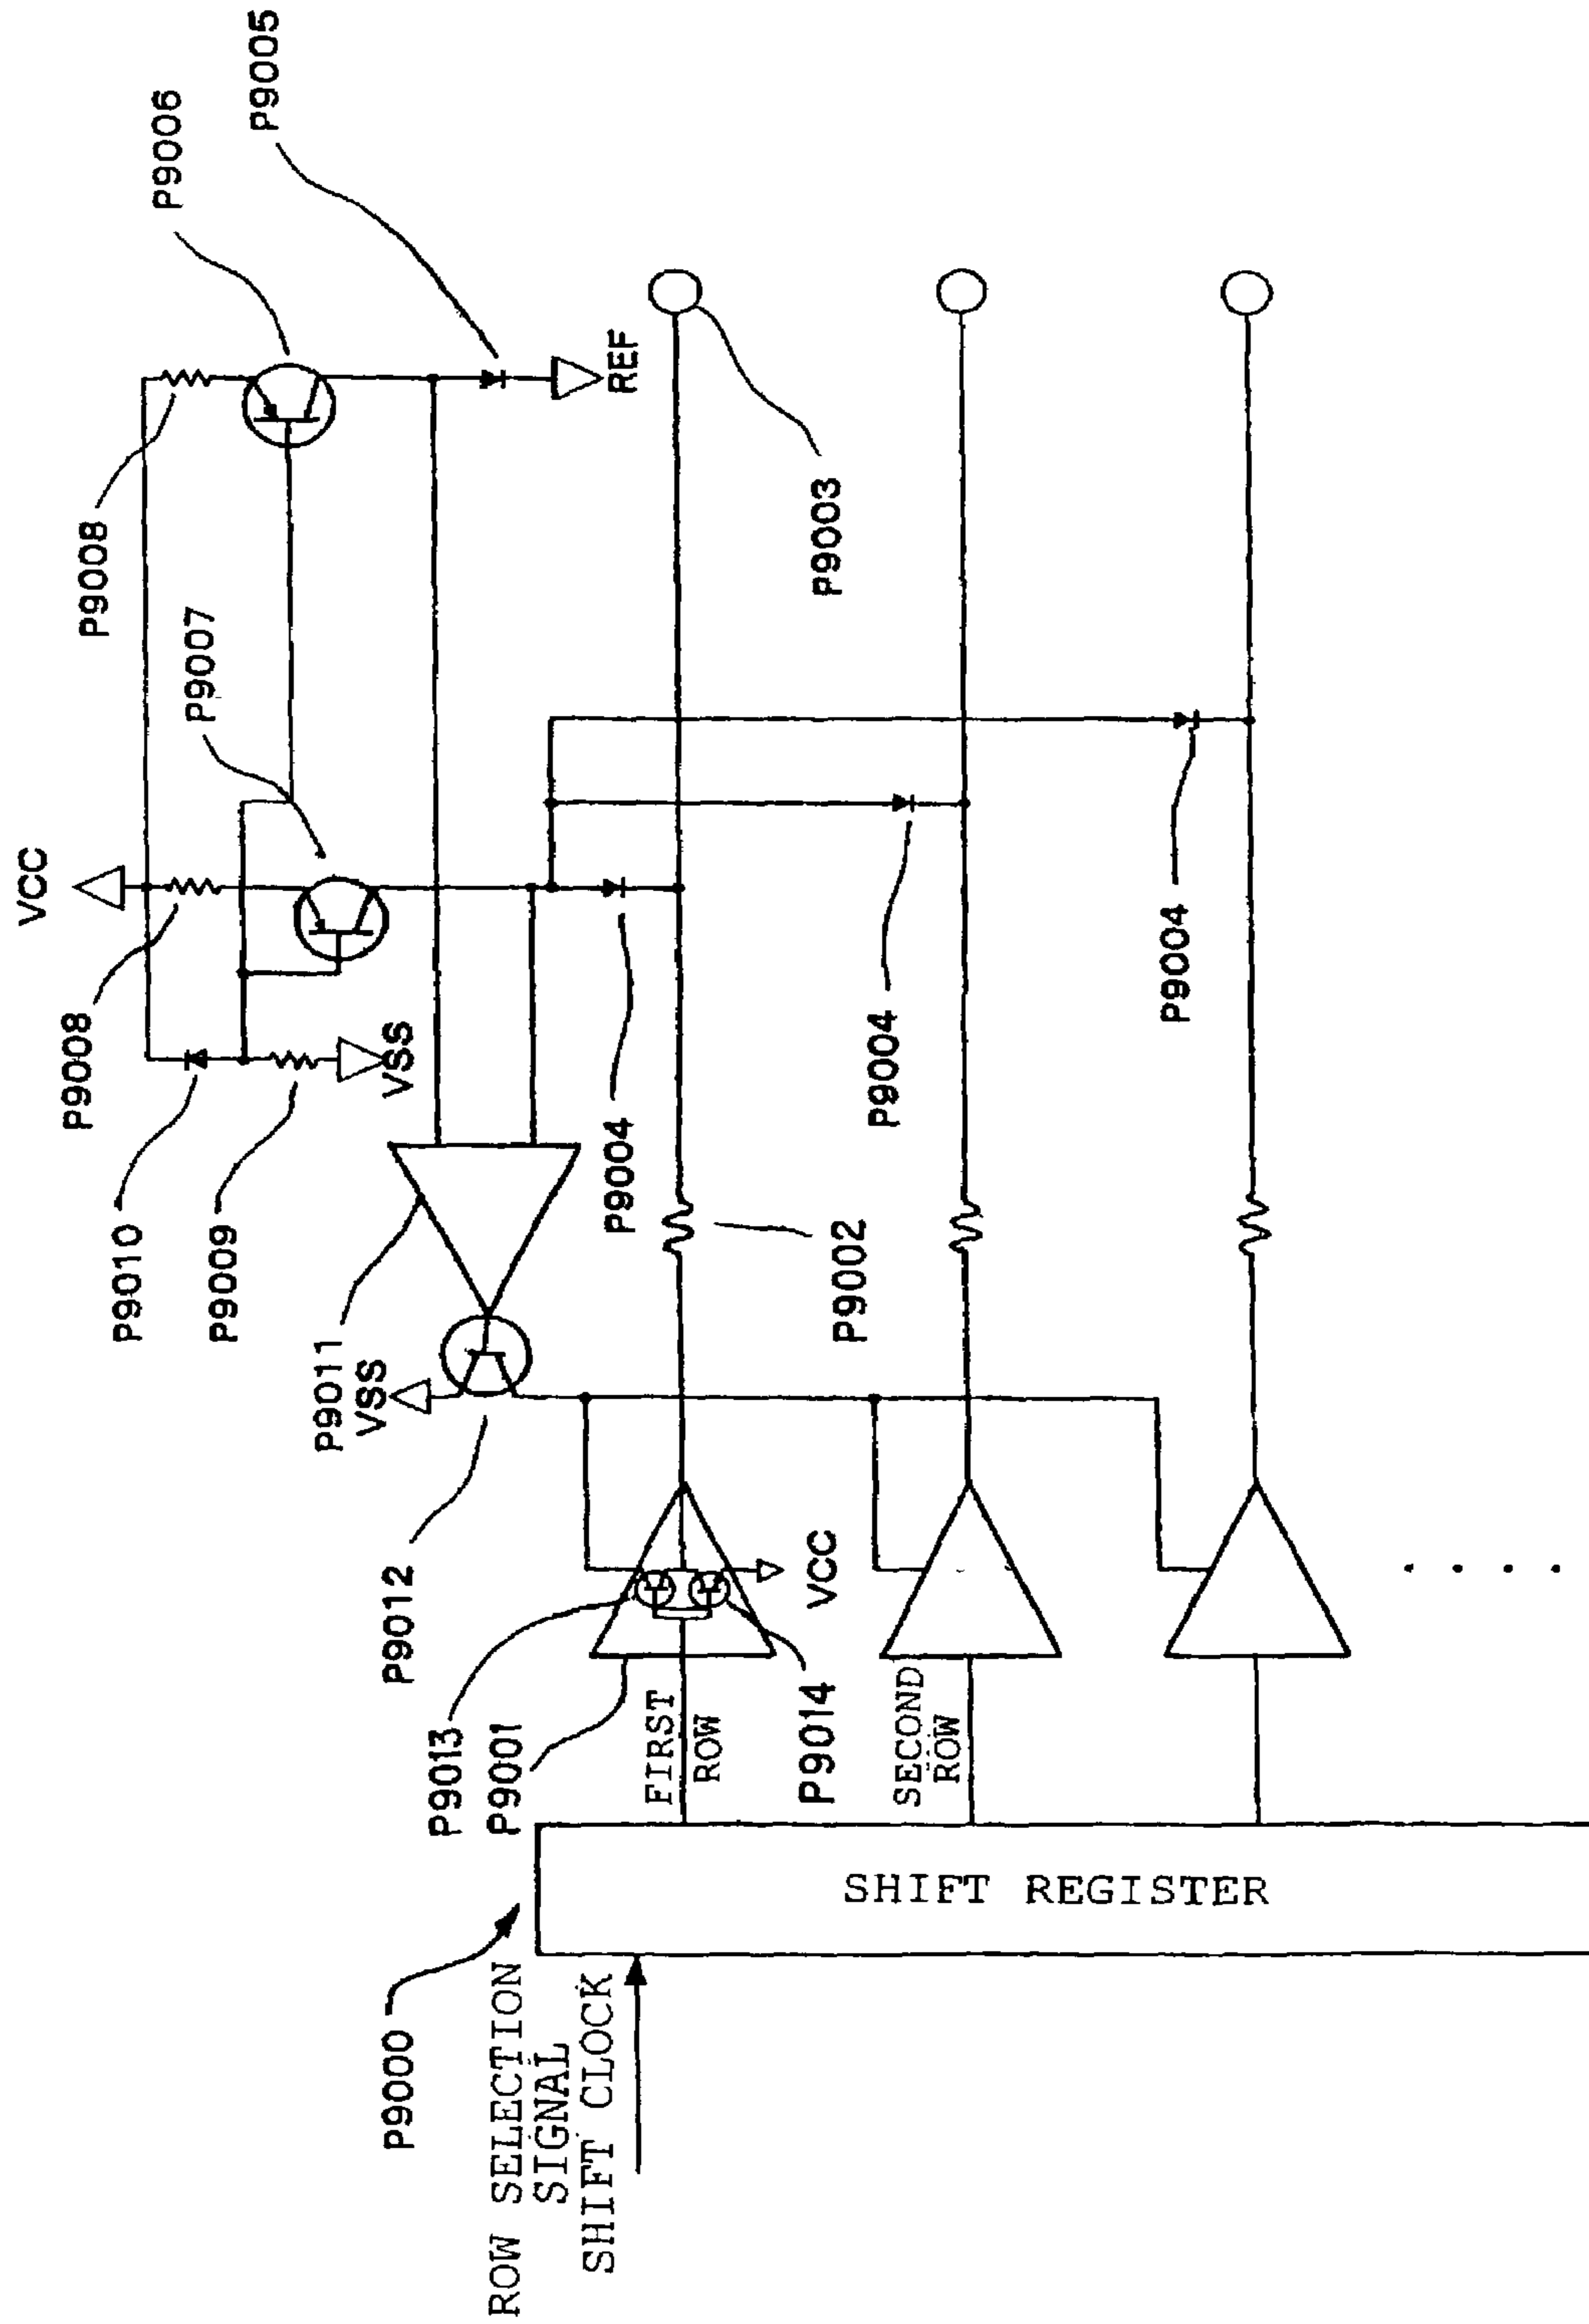 P9005
P9006
P9008
P9007
VCC
P9008
P9010
P9009
VSS
REF
P9003
P9011
VSS
P9004
P9004
P9004
P9002
P9012
P9013
P9001
FIRST
ROW
VCC
P9014
SECOND
ROW
P9000
SHIFT REGISTER
ROW SELECTION
SIGNAL
SHIFT CLOCK